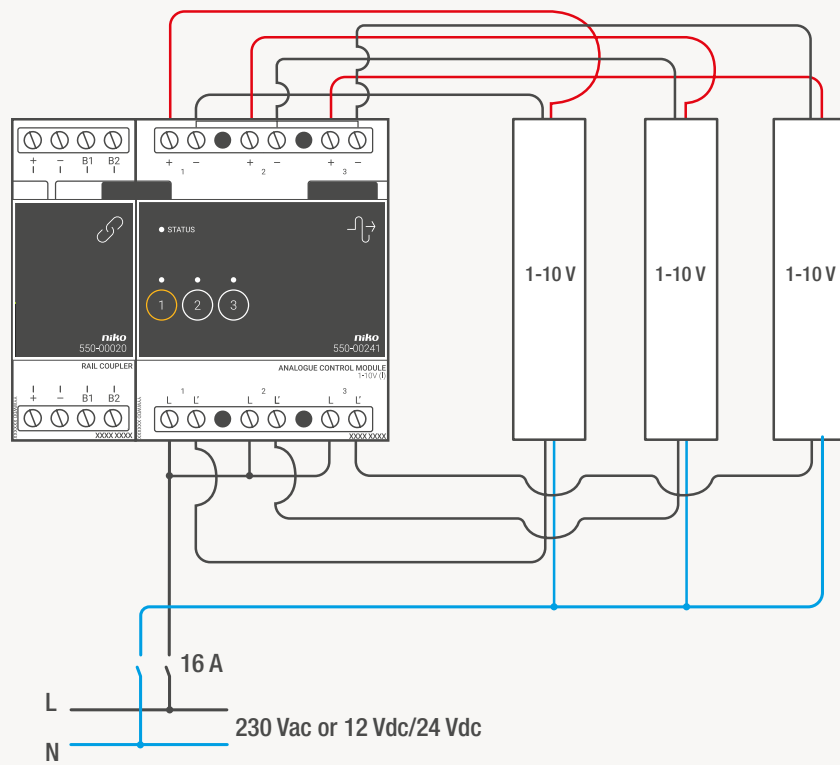 + − B1 B2
+ − + − + −
1 2 3
STATUS
1 2 3
niko
550-00020
niko
550-00241
RAIL COUPLER
ANALOGUE CONTROL MODULE
1-10V (I)
1 2 3
+ − B1 B2
L L' L L' L L'
XXXX XXXX
XXXX XXXX
1-10 V
1-10 V
1-10 V
16 A
L
230 Vac or 12 Vdc/24 Vdc
N